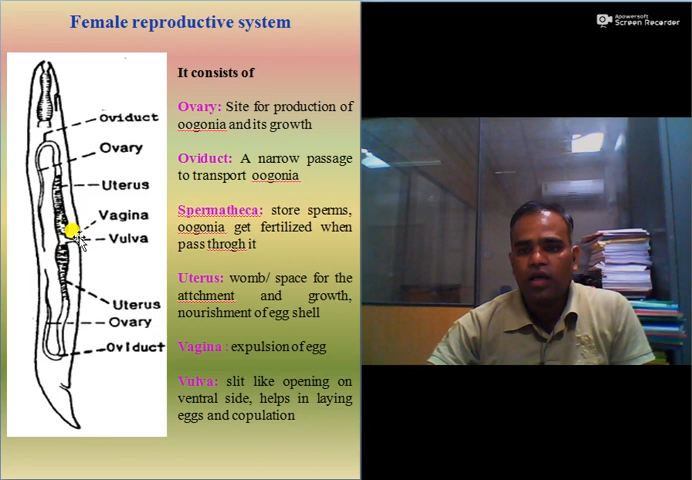 Female reproductive system
Apowersoft
Screen Recorder
It consists of
Ovary: Site for production of
oogonia and its growth
Oviduct: A narrow passage
to transport oogonia
Spermatheca: store sperms,
oogonia get fertilized when
pass throgh it
Uterus: womb/ space for the
attchment and growth,
nourishment of egg shell
Vagina : expulsion of egg
Vulva: slit like opening on
ventral side, helps in laying
eggs and copulation
Oviduct
Ovary
Uterus
Vagina
Vulva
Uterus
Ovary
Oviduct